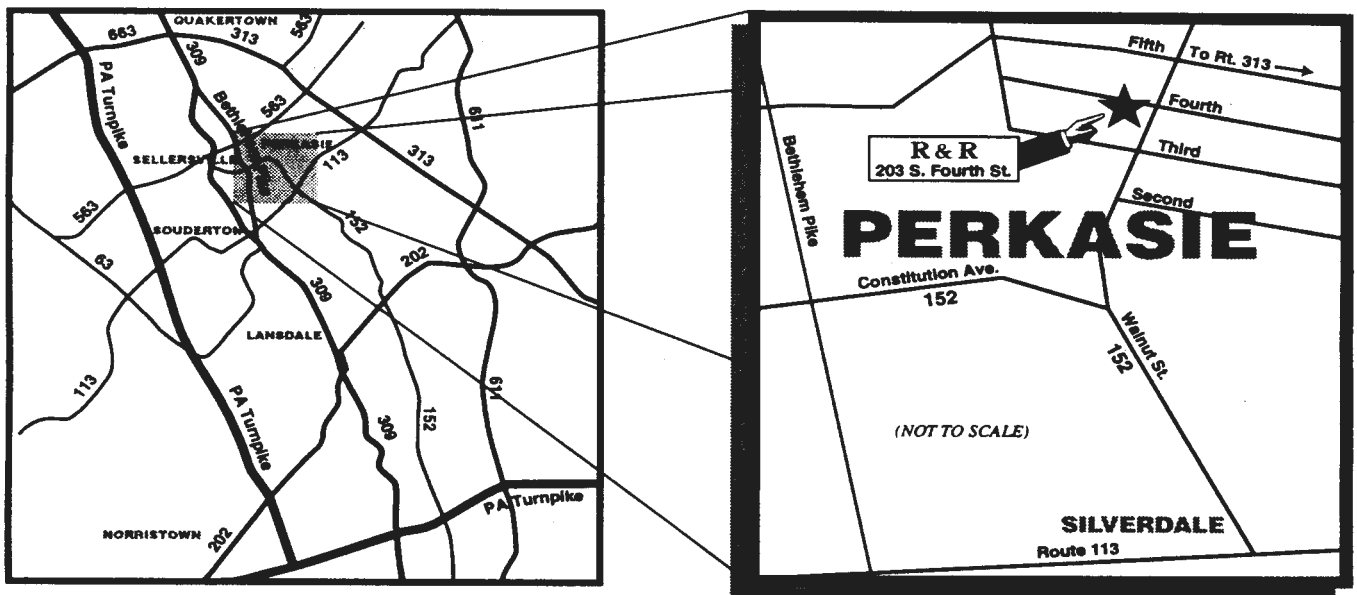 QUAKERTOWN
663
313
563
309
PA Turnpike
563
611
PERKASIE
SELLERSVILLE
113
313
563
152
SOUDERTON
63
202
309
LANSDALE
113
PA Turnpike
611
152
309
PA Turnpike
NORRISTOWN
202
Fifth
To Rt. 313
Fourth
R & R
203 S. Fourth St.
Third
Bethlehem Pike
Second
PERKASIE
Constitution Ave.
152
Walnut St.
152
(NOT TO SCALE)
SILVERDALE
Route 113